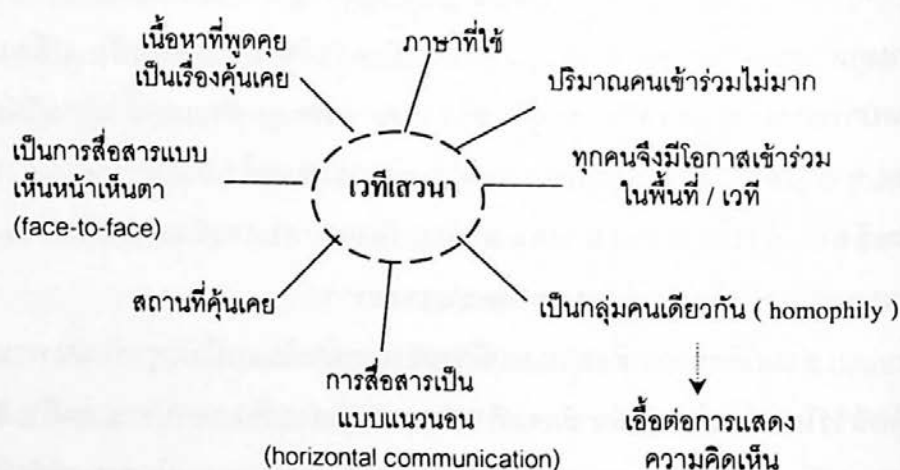 เนื้อหาที่พูดคุย
เป็นเรื่องคุ้นเคย
ภาษาที่ใช้
ปริมาณคนเข้าร่วมไม่มาก
เป็นการสื่อสารแบบ
เห็นหน้าเห็นตา
(face-to-face)
เวทีเสวนา
ทุกคนจึงมีโอกาสเข้าร่วม
ในพื้นที่ / เวที
สถานที่คุ้นเคย
เป็นกลุ่มคนเดียวกัน ( homophily )
การสื่อสารเป็น
แบบแนวนอน
(horizontal communication)
เอื้อต่อการแสดง
ความคิดเห็น